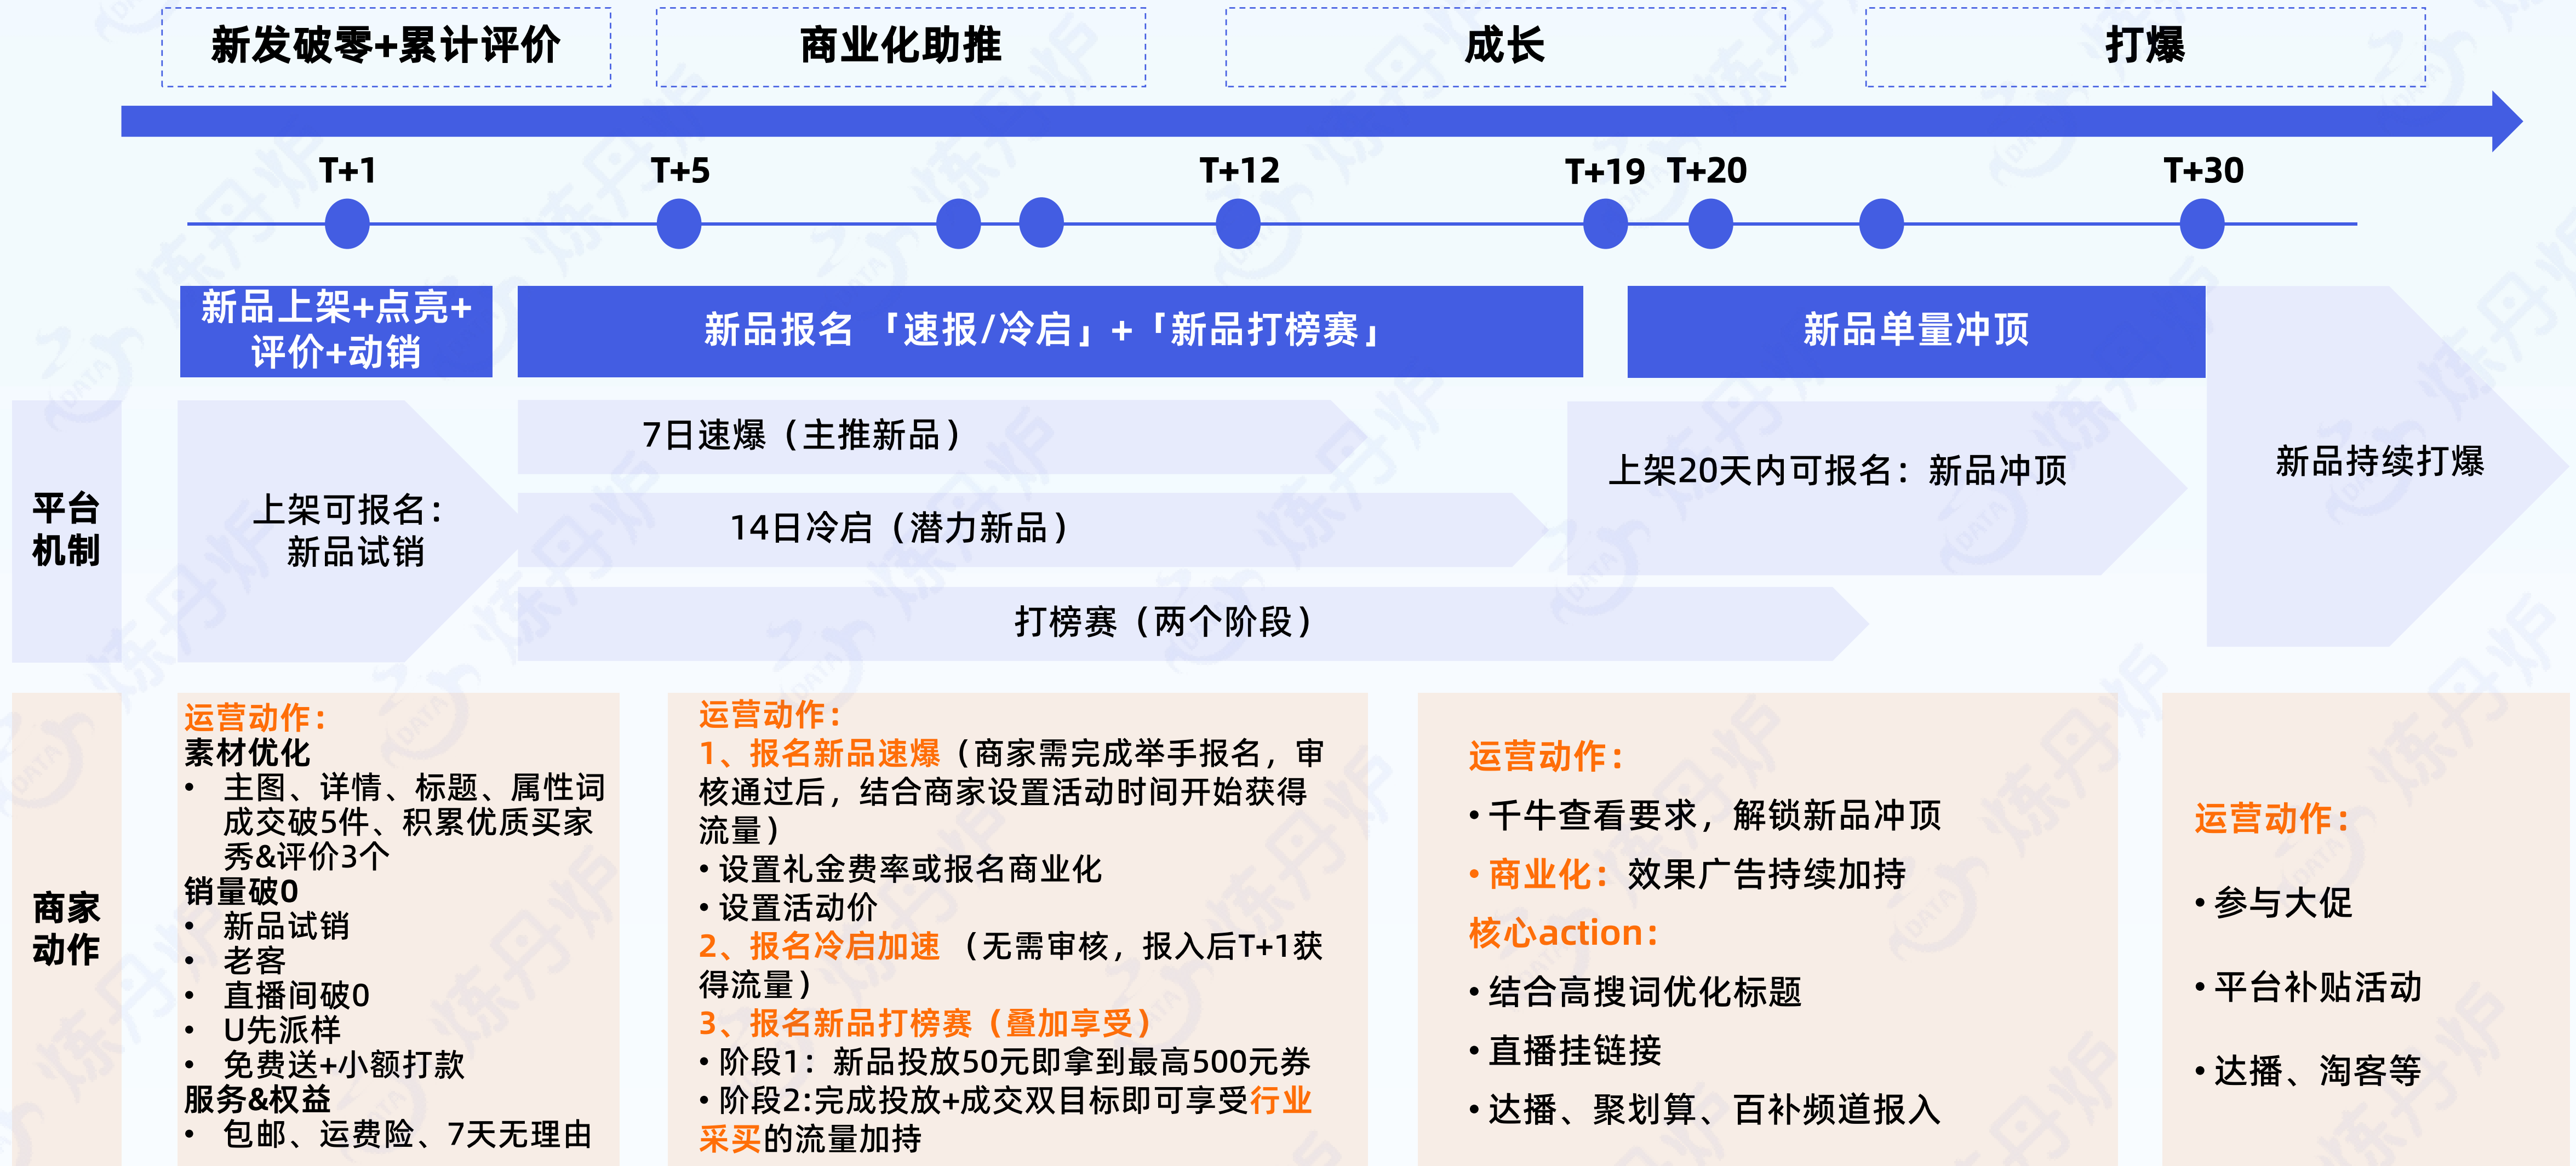 新发破零+累计评价
商业化助推
成长
打爆
T+1
T+5
T+12
T+19
T+20
T+30
新品上架+点亮+
评价+动销
新品报名 「速报/冷启」+「新品打榜赛」
新品单量冲顶
平台
机制
上架可报名：
新品试销
7日速爆（主推新品）
14日冷启（潜力新品）
打榜赛（两个阶段）
上架20天内可报名：新品冲顶
新品持续打爆
商家
动作
运营动作：
素材优化
• 主图、详情、标题、属性词
成交破5件、积累优质买家
秀&评价3个
销量破0
• 新品试销
• 老客
• 直播间破0
• U先派样
• 免费送+小额打款
服务&权益
• 包邮、运费险、7天无理由
运营动作：
1、报名新品速爆（商家需完成举手报名，审
核通过后，结合商家设置活动时间开始获得
流量）
• 设置礼金费率或报名商业化
• 设置活动价
2、报名冷启加速 （无需审核，报入后T+1获
得流量）
3、报名新品打榜赛（叠加享受）
• 阶段1：新品投放50元即拿到最高500元券
• 阶段2:完成投放+成交双目标即可享受行业
采买的流量加持
运营动作：
• 千牛查看要求，解锁新品冲顶
• 商业化：效果广告持续加持
核心action：
• 结合高搜词优化标题
• 直播挂链接
• 达播、聚划算、百补频道报入
运营动作：
• 参与大促
• 平台补贴活动
• 达播、淘客等
炼丹炉
DATA